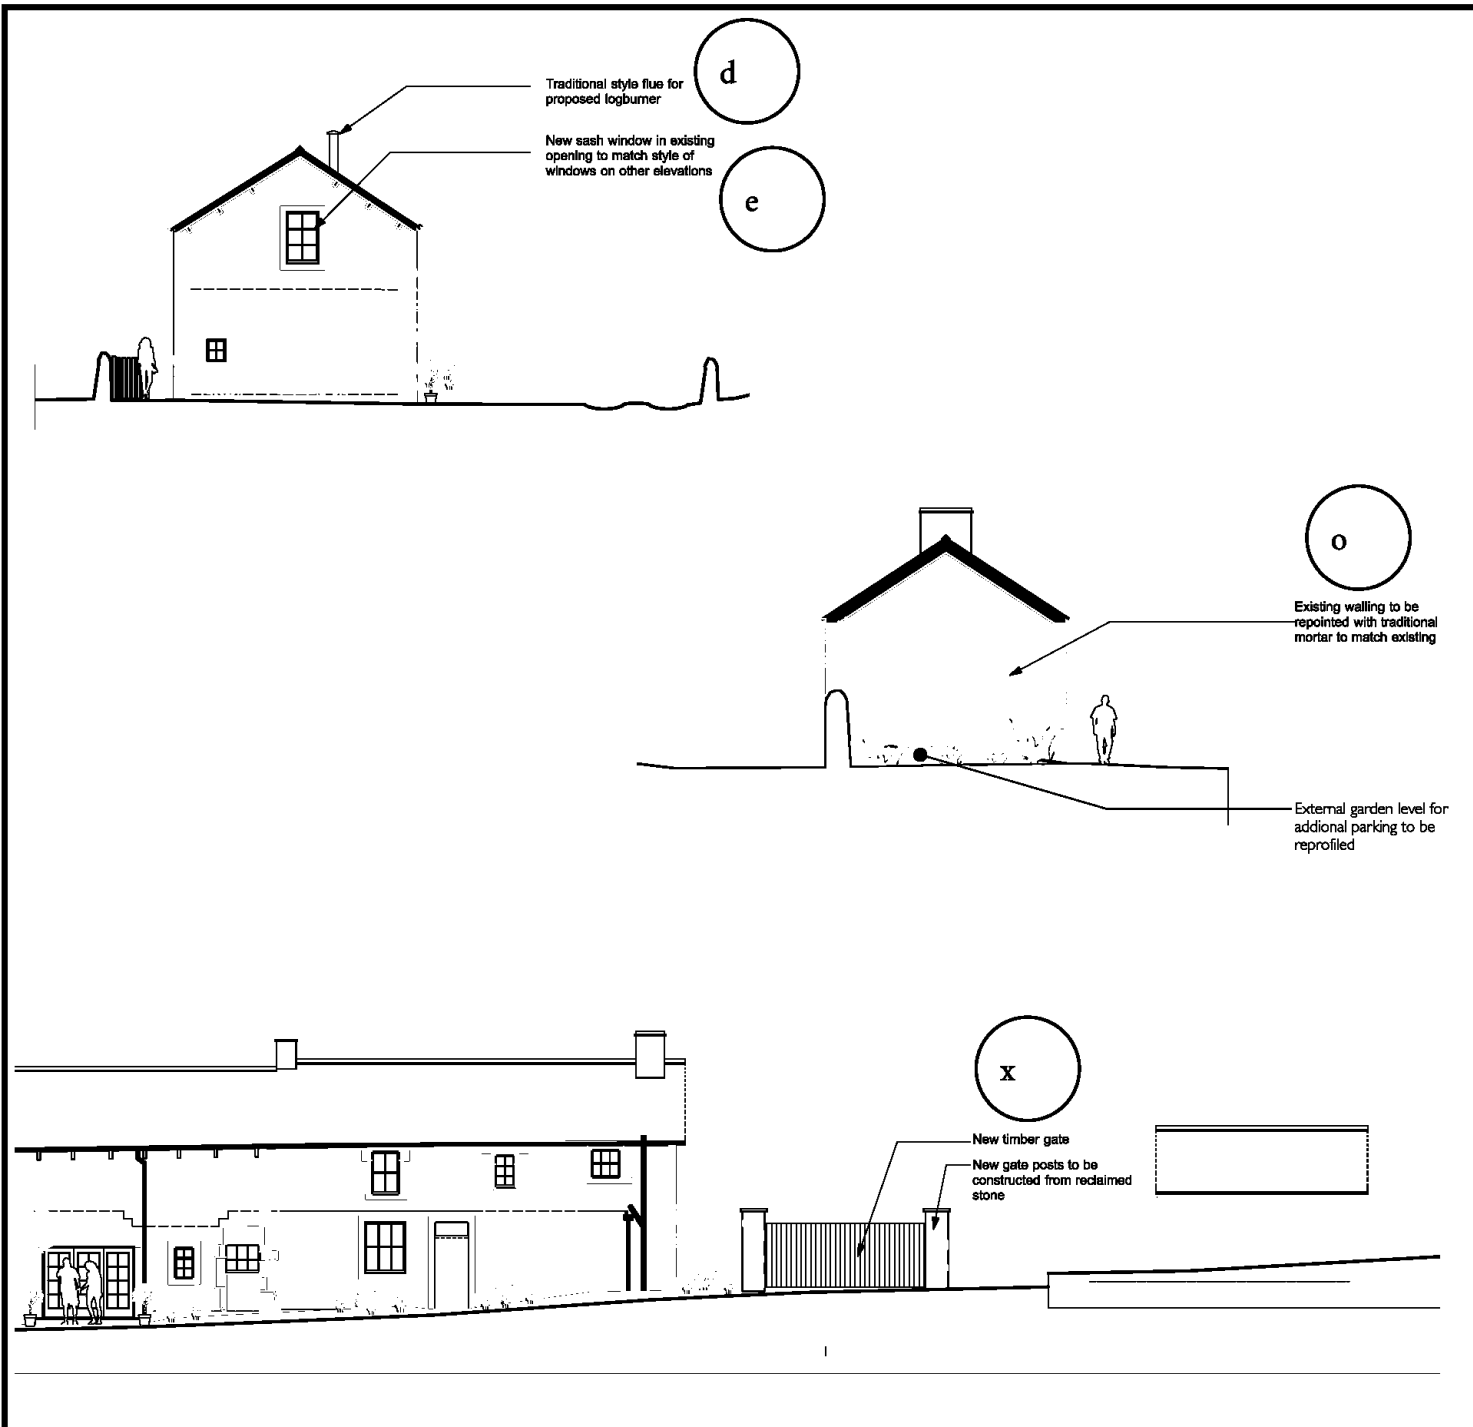 d
Traditional style flue for
proposed logburner
New sash window in existing
opening to match style of
windows on other elevations
e
o
Existing walling to be
repointed with traditional
mortar to match existing
External garden level for
addional parking to be
reprofiled
x
New timber gate
New gate posts to be
constructed from reclaimed
stone